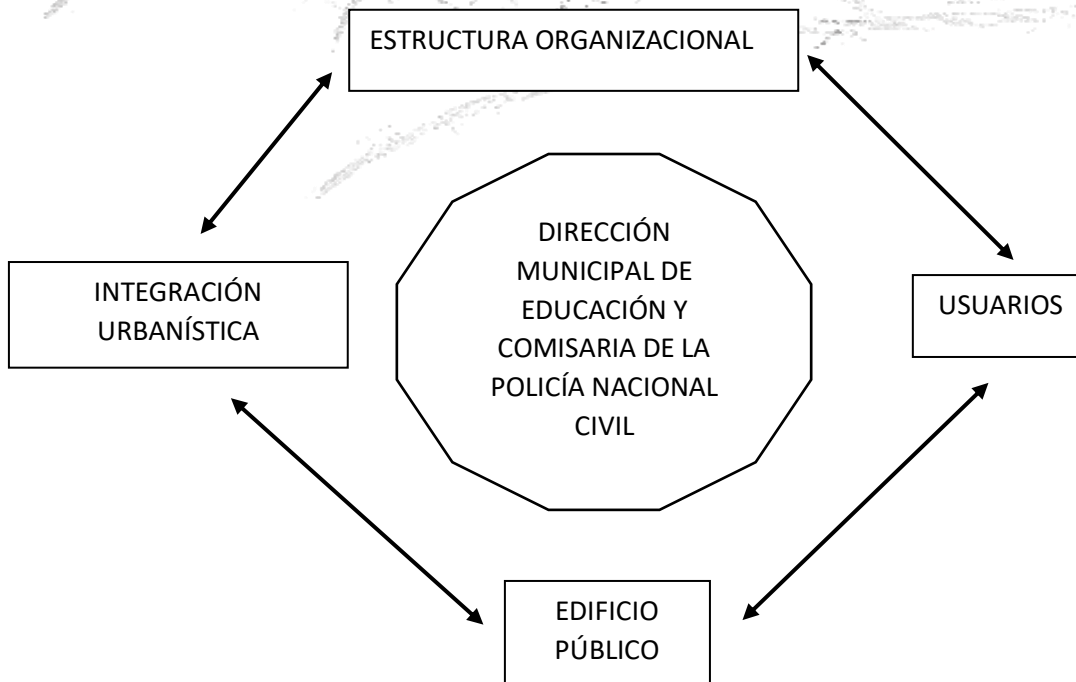 ESTRUCTURA ORGANIZACIONAL
INTEGRACIÓN
URBANÍSTICA
DIRECCIÓN
MUNICIPAL DE
EDUCACIÓN Y
COMISARIA DE LA
POLICÍA NACIONAL
CIVIL
USUARIOS
EDIFICIO
PÚBLICO